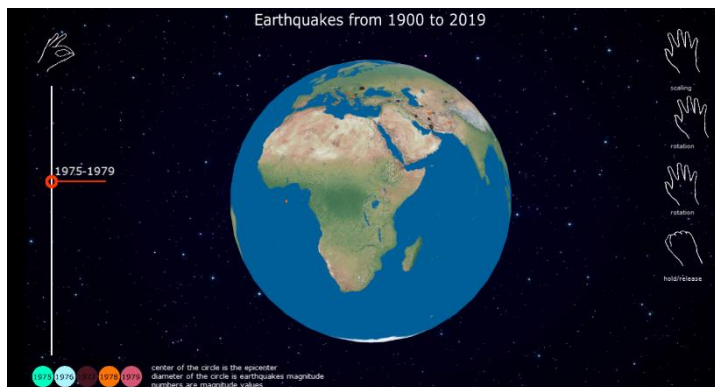 Earthquakes from 1900 to 2019
scaling
rotation
1975-1979
rotation
hold/release
1975 1976 1977 1978 1979
center of the circle is the epicenter
diameter of the circle is earthquakes magnitude
numbers are magnitude values